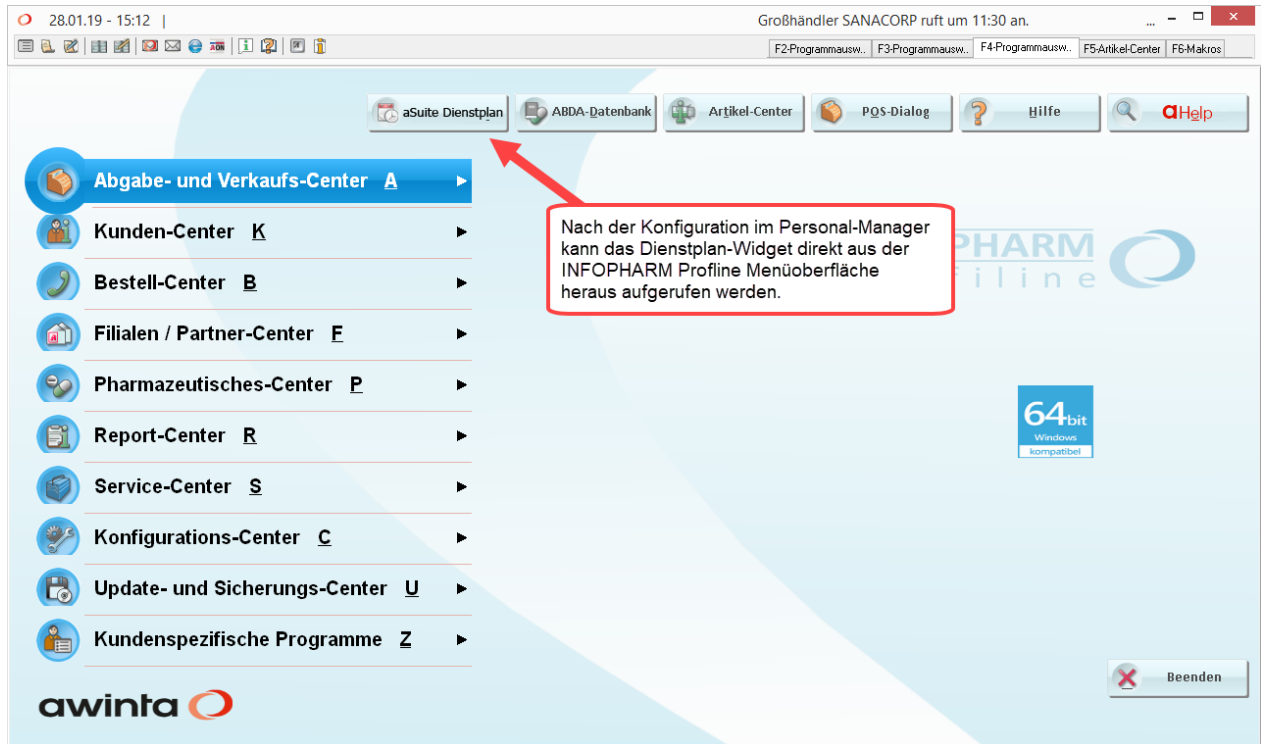 28.01.19 - 15:12 |
Großhändler SANACORP ruft um 11:30 an.
...
F2-Programmausw.. F3-Programmausw.. F4-Programmausw.. F5-Artikel-Center F6-Makros
aSuite Dienstplan ABDA-Datenbank Artikel-Center POS-Dialog Hilfe aHelp
Abgabe- und Verkaufs-Center A
Kunden-Center K
Bestell-Center B
Filialen / Partner-Center F
Pharmazeutisches-Center P
Report-Center R
Service-Center S
Konfigurations-Center C
Update- und Sicherungs-Center U
Kundenspezifische Programme Z
Nach der Konfiguration im Personal-Manager
kann das Dienstplan-Widget direkt aus der
INFOPHARM Profline Menüoberfläche
heraus aufgerufen werden.
PHARM
filine
64bit
Windows
kompatibel
Beenden
awinta